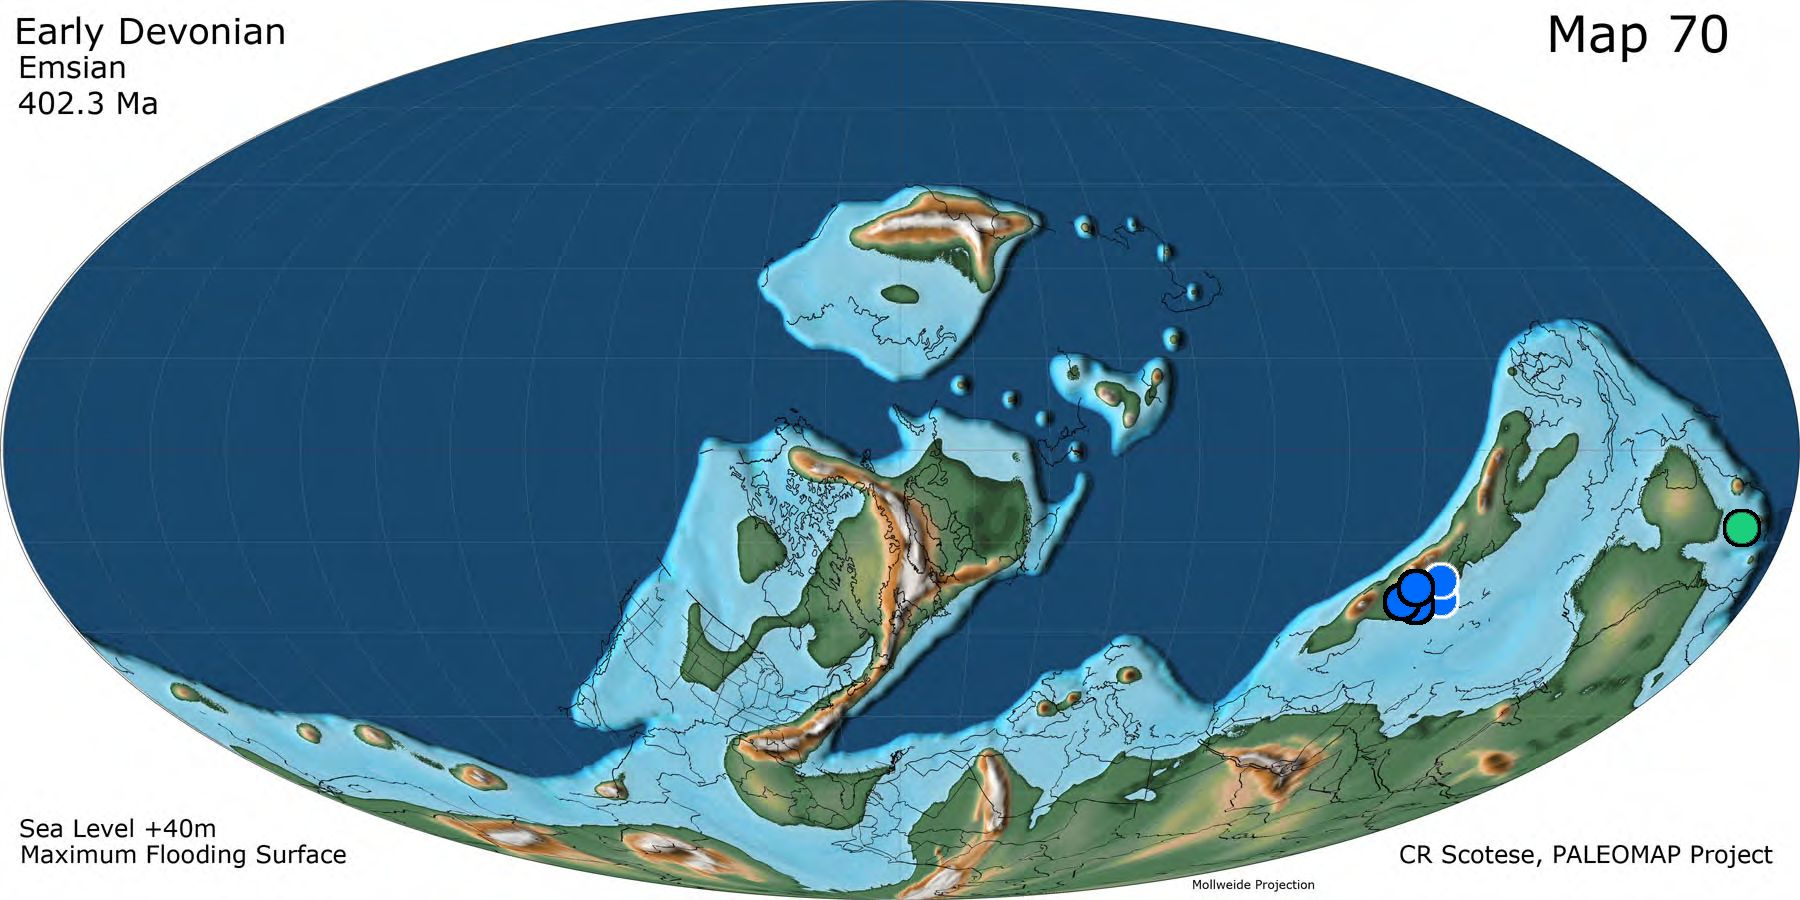 Early Devonian
Emsian
402.3 Ma
Map 70
Sea Level +40m
Maximum Flooding Surface
CR Scotese, PALEOMAP Project
Mollweide Projection